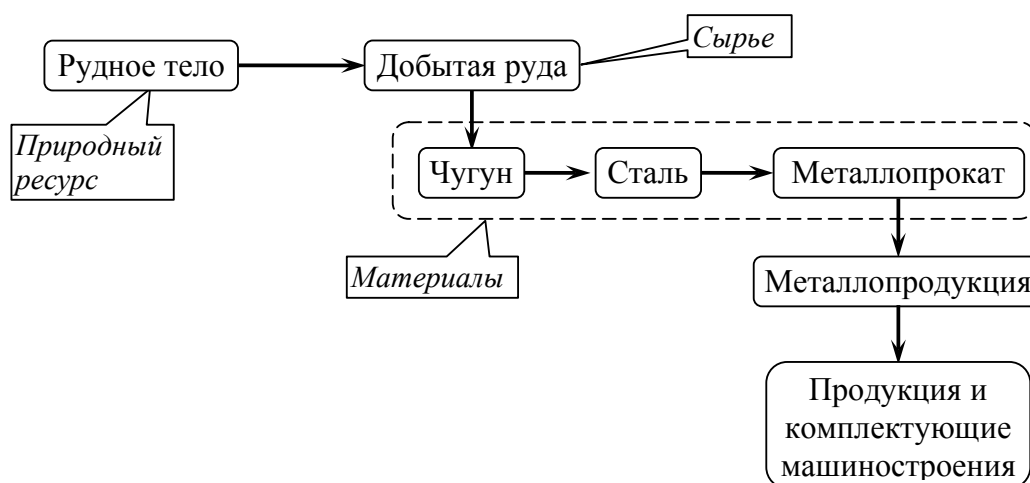 Сырье
Рудное тело
Добытая руда
Природный
ресурс
Чугун
Сталь
Металлопрокат
Материалы
Металлопродукция
Продукция и
комплектующие
машиностроения